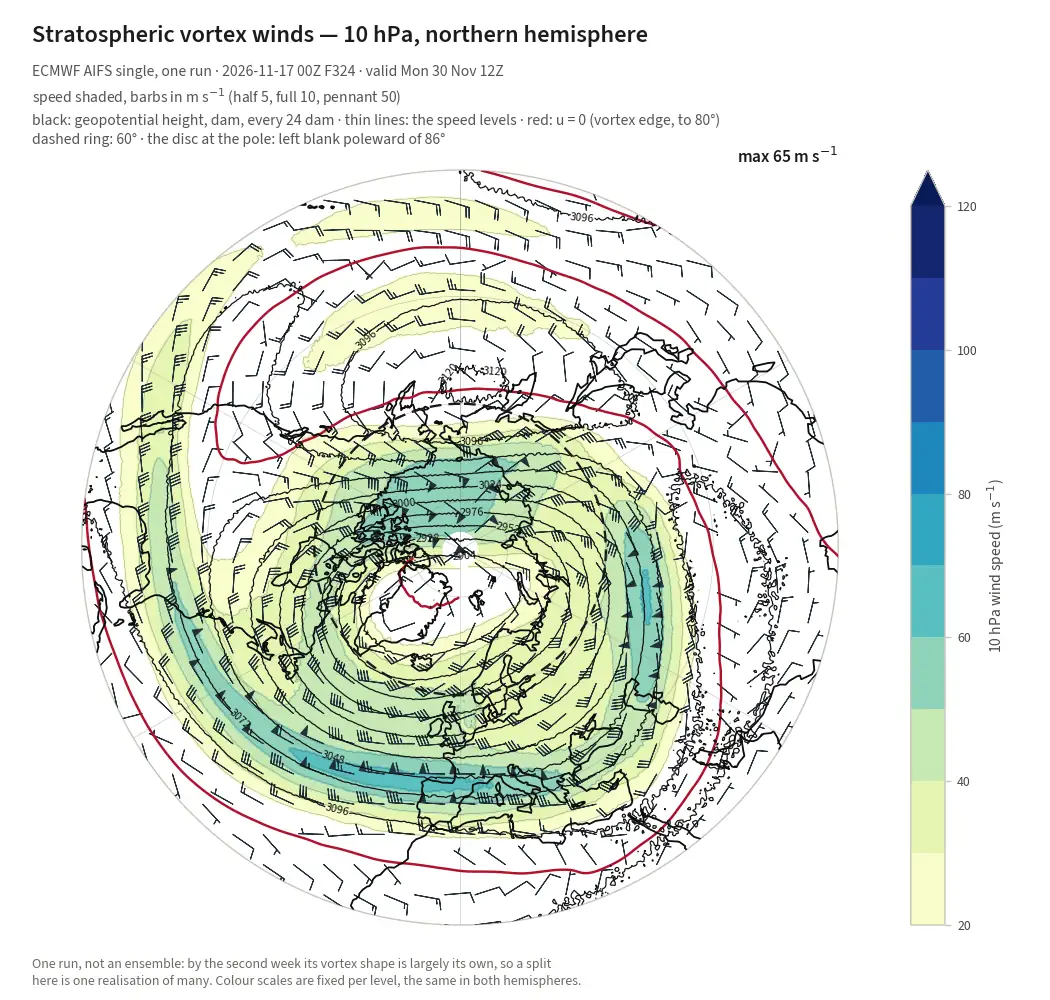 Stratospheric vortex winds — 10 hPa, northern hemisphere
ECMWF AIFS single, one run · 2026-11-17 00Z F324 · valid Mon 30 Nov 12Z
speed shaded, barbs in m s⁻¹ (half 5, full 10, pennant 50)
black: geopotential height, dam, every 24 dam · thin lines: the speed levels · red: u = 0 (vortex edge, to 80°)
dashed ring: 60° · the disc at the pole: left blank poleward of 86°
max 65 m s⁻¹
120
100
80
60
40
20
10 hPa wind speed (m s⁻¹)
3096
3096
3120
3120
3096
3024
3000
2976
3072
3048
3096
One run, not an ensemble: by the second week its vortex shape is largely its own, so a split
here is one realisation of many. Colour scales are fixed per level, the same in both hemispheres.